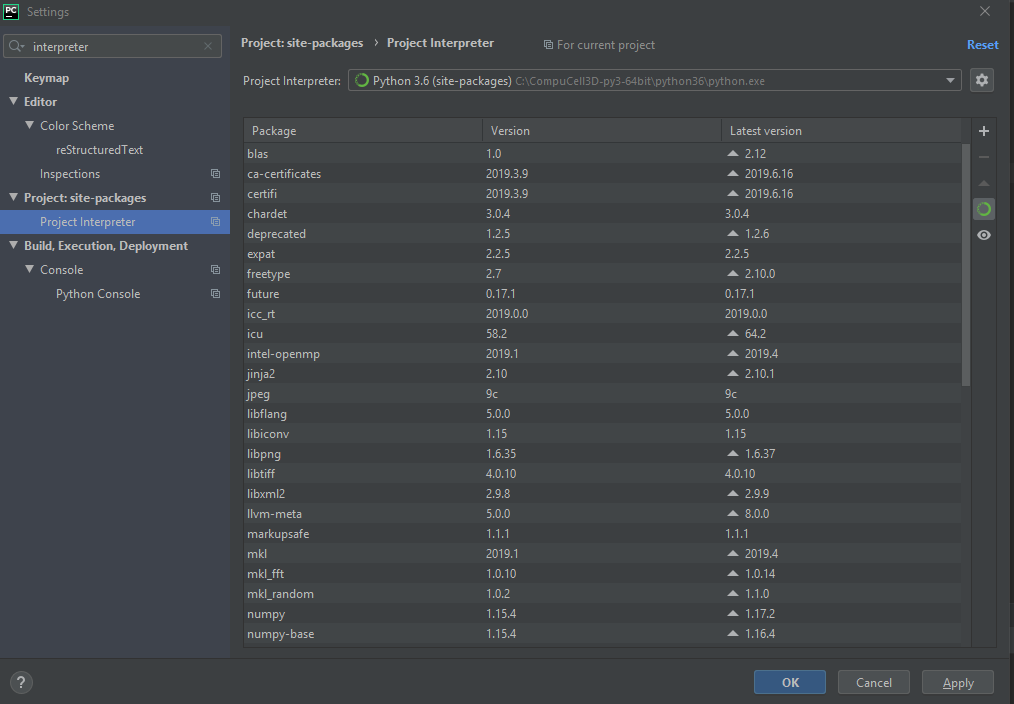 PC Settings
interpreter
Keymap
Editor
Color Scheme
reStructuredText
Inspections
Project: site-packages
Project Interpreter
Build, Execution, Deployment
Console
Python Console
Project: site-packages › Project Interpreter For current project Reset
Project Interpreter: Python 3.6 (site-packages) C:\CompuCell3D-py3-64bit\python36\python.exe
Package Version Latest version
blas 1.0 2.12
ca-certificates 2019.3.9 2019.6.16
certifi 2019.3.9 2019.6.16
chardet 3.0.4 3.0.4
deprecated 1.2.5 1.2.6
expat 2.2.5 2.2.5
freetype 2.7 2.10.0
future 0.17.1 0.17.1
icc_rt 2019.0.0 2019.0.0
icu 58.2 64.2
intel-openmp 2019.1 2019.4
jinja2 2.10 2.10.1
jpeg 9c 9c
libflang 5.0.0 5.0.0
libiconv 1.15 1.15
libpng 1.6.35 1.6.37
libtiff 4.0.10 4.0.10
libxml2 2.9.8 2.9.9
llvm-meta 5.0.0 8.0.0
markupsafe 1.1.1 1.1.1
mkl 2019.1 2019.4
mkl_fft 1.0.10 1.0.14
mkl_random 1.0.2 1.1.0
numpy 1.15.4 1.17.2
numpy-base 1.15.4 1.16.4
? OK Cancel Apply